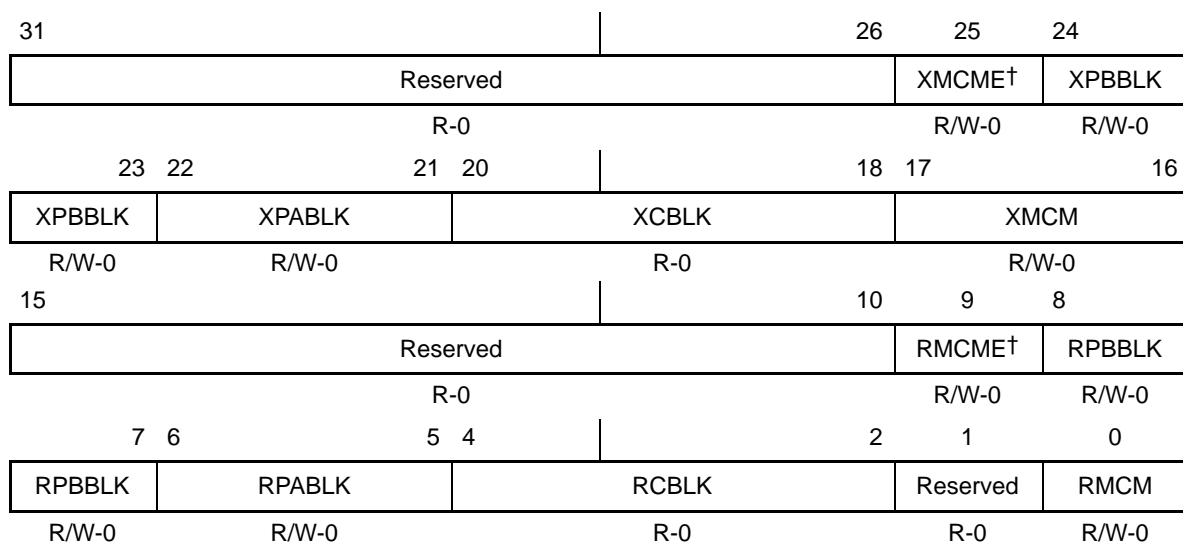 31 26 25 24
Reserved XMCME† XPBBLK
R-0 R/W-0 R/W-0
23 22 21 20 18 17 16
XPBBLK XPABLK XCBLK XMCM
R/W-0 R/W-0 R-0 R/W-0
15 10 9 8
Reserved RMCME† RPBBLK
R-0 R/W-0 R/W-0
7 6 5 4 2 1 0
RPBBLK RPABLK RCBLK Reserved RMCM
R/W-0 R/W-0 R-0 R-0 R/W-0